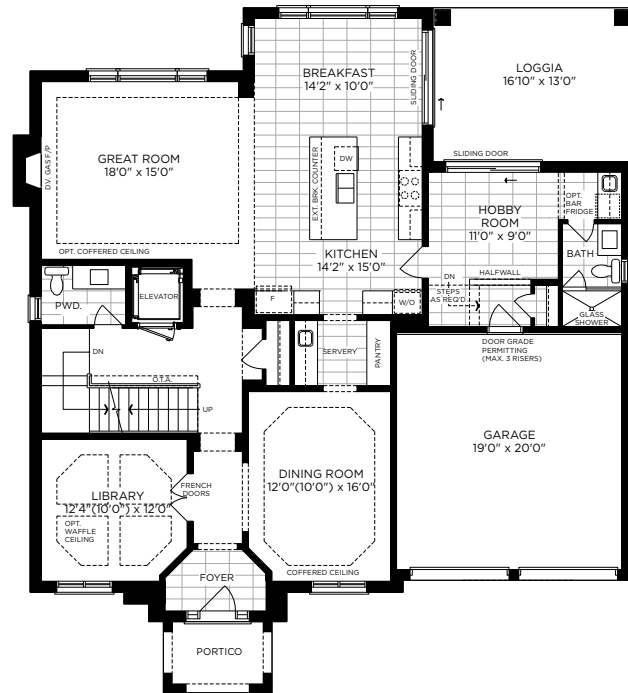 BREAKFAST
14'2" x 10'0"
SLIDING DOOR
LOGGIA
16'10" x 13'0"
D.V. GAS F/P
GREAT ROOM
18'0" x 15'0"
OPT. COFFERED CEILING
EXT. BRK. COUNTER
DW
SLIDING DOOR
OPT.
BAR
FRIDGE
HOBBY
ROOM
11'0" x 9'0"
BATH
KITCHEN
14'2" x 15'0"
DN
HALFWALL
STEPS
AS REQ'D
GLASS
SHOWER
PWD.
ELEVATOR
F
W/O
DN
O.T.A.
UP
SERVERY
PANTRY
DOOR GRADE
PERMITTING
(MAX. 3 RISERS)
GARAGE
19'0" x 20'0"
LIBRARY
12'4"(10'0") x 12'0"
OPT.
WAFFLE
CEILING
FRENCH
DOORS
DINING ROOM
12'0"(10'0") x 16'0"
COFFERED CEILING
FOYER
PORTICO